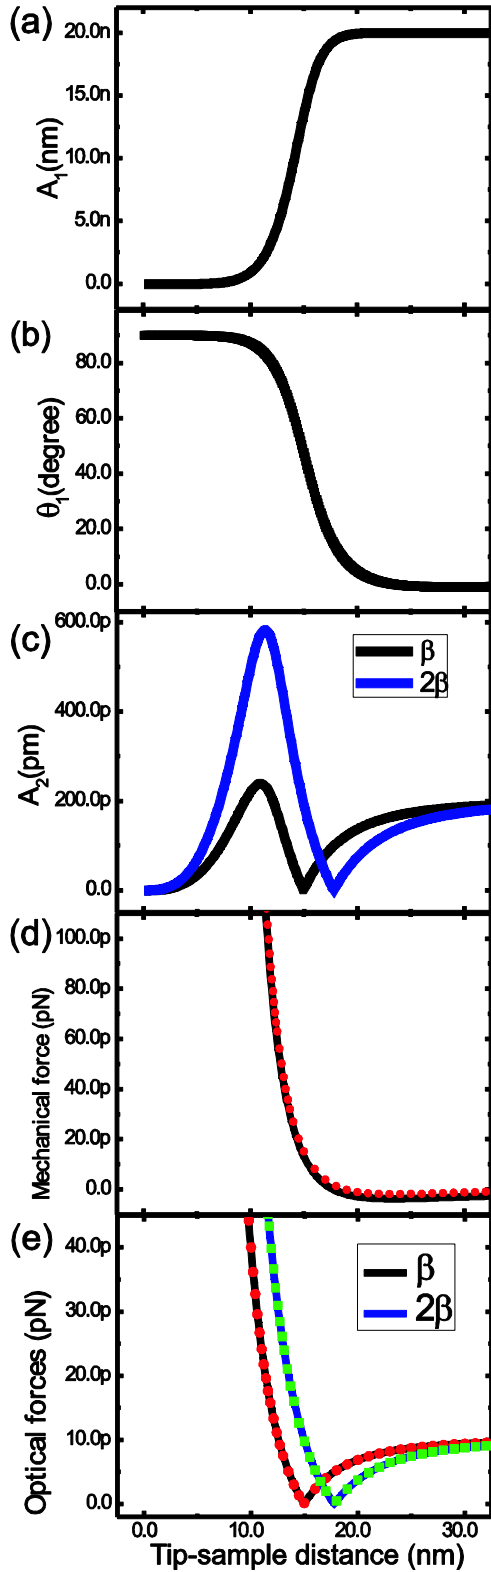 (a)
A₁(nm)
20.0n
15.0n
10.0n
5.0n
0.0
(b)
θ₁(degree)
80.0
60.0
40.0
20.0
0.0
(c)
A₂(pm)
600.0p
400.0p
200.0p
0.0
β
2β
(d)
Mechanical force (pN)
100.0p
80.0p
60.0p
40.0p
20.0p
0.0
(e)
Optical forces (pN)
40.0p
30.0p
20.0p
10.0p
0.0
β
2β
0.0 10.0 20.0 30.0
Tip-sample distance (nm)